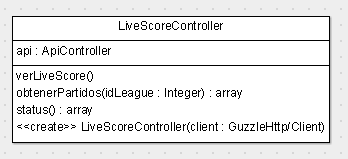 LiveScoreController
api : ApiController
verLiveScore()
obtenerPartidos(idLeague : Integer) : array
status() : array
<<create>> LiveScoreController(client : GuzzleHttp/Client)